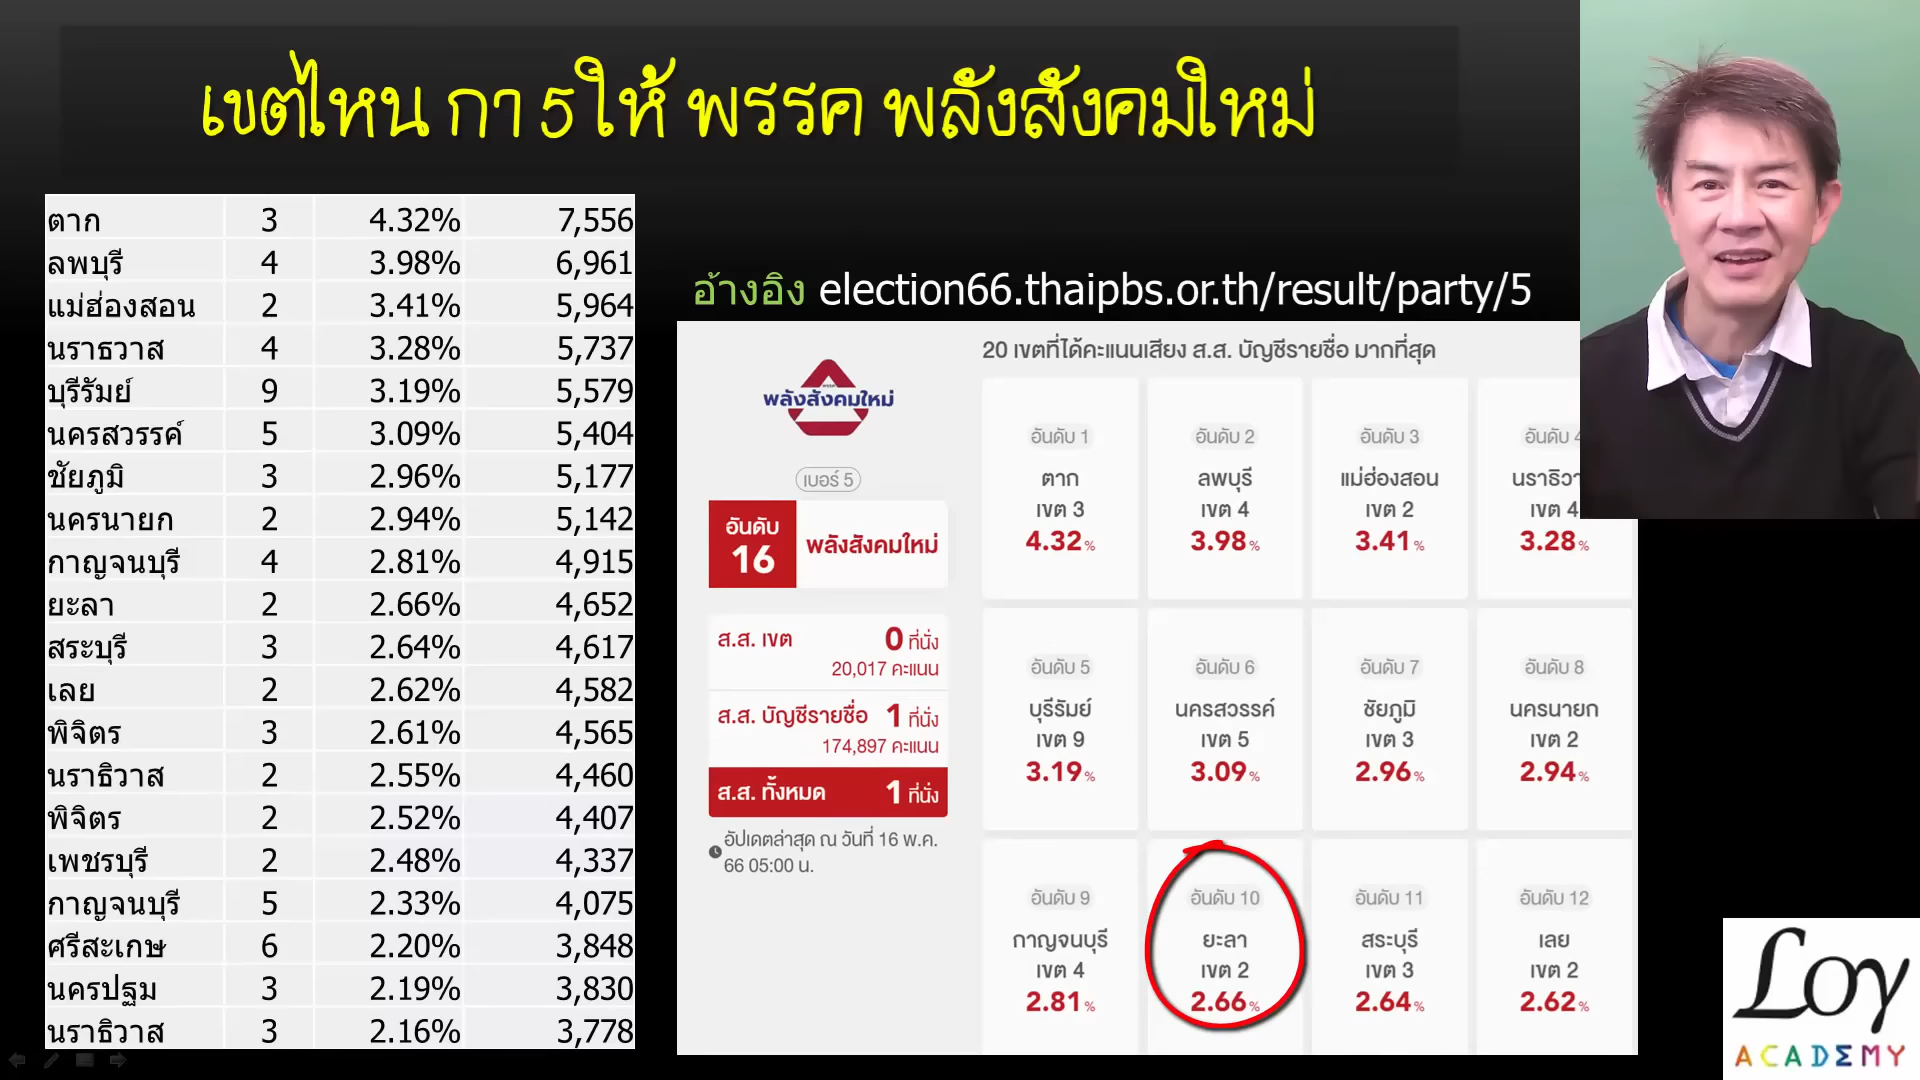 เขตไหน กา 5 ให้ พรรค พลังสังคมใหม่
ตาก 3 4.32% 7,556
ลพบุรี 4 3.98% 6,961
แม่ฮ่องสอน 2 3.41% 5,964
นราธวาส 4 3.28% 5,737
บุรีรัมย์ 9 3.19% 5,579
นครสวรรค์ 5 3.09% 5,404
ชัยภูมิ 3 2.96% 5,177
นครนายก 2 2.94% 5,142
กาญจนบุรี 4 2.81% 4,915
ยะลา 2 2.66% 4,652
สระบุรี 3 2.64% 4,617
เลย 2 2.62% 4,582
พิจิตร 3 2.61% 4,565
นราธิวาส 2 2.55% 4,460
พิจิตร 2 2.52% 4,407
เพชรบุรี 2 2.48% 4,337
กาญจนบุรี 5 2.33% 4,075
ศรีสะเกษ 6 2.20% 3,848
นครปฐม 3 2.19% 3,830
นราธิวาส 3 2.16% 3,778
อ้างอิง election66.thaipbs.or.th/result/party/5
พลังสังคมใหม่
เบอร์ 5
อันดับ
16
พลังสังคมใหม่
ส.ส. เขต 0 ที่นั่ง
20,017 คะแนน
ส.ส. บัญชีรายชื่อ 1 ที่นั่ง
174,897 คะแนน
ส.ส. ทั้งหมด 1 ที่นั่ง
อัปเดตล่าสุด ณ วันที่ 16 พ.ค.
66 05:00 น.
20 เขตที่ได้คะแนนเสียง ส.ส. บัญชีรายชื่อ มากที่สุด
อันดับ 1
ตาก
เขต 3
4.32%
อันดับ 2
ลพบุรี
เขต 4
3.98%
อันดับ 3
แม่ฮ่องสอน
เขต 2
3.41%
อันดับ 4
เขต 4
3.28%
อันดับ 5
บุรีรัมย์
เขต 9
3.19%
อันดับ 6
นครสวรรค์
เขต 5
3.09%
อันดับ 7
ชัยภูมิ
เขต 3
2.96%
อันดับ 8
นครนายก
เขต 2
2.94%
อันดับ 9
กาญจนบุรี
เขต 4
2.81%
อันดับ 10
ยะลา
เขต 2
2.66%
อันดับ 11
สระบุรี
เขต 3
2.64%
อันดับ 12
เลย
เขต 2
2.62%
Loy
ACADEMY